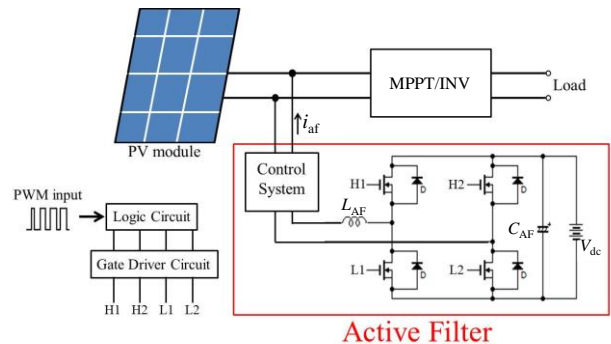 MPPT/INV
Load
i_af
PV module
Control
System
H1
H2
D
D
L_AF
C_AF
+
V_dc
L1
L2
D
D
PWM input
Logic Circuit
Gate Driver Circuit
H1 H2 L1 L2
Active Filter